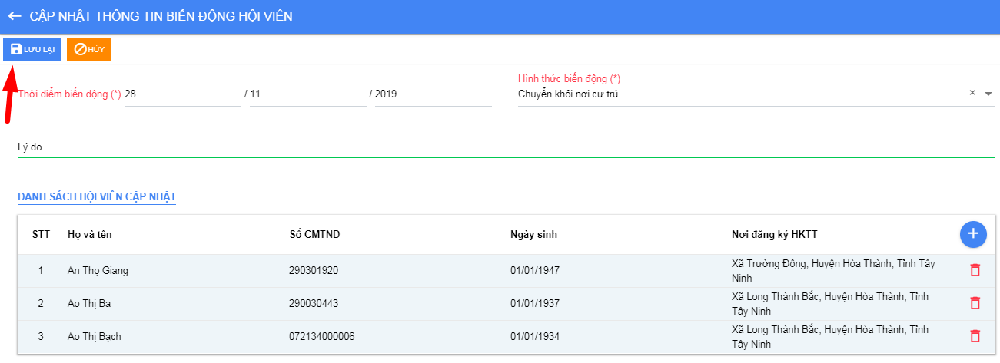 CẬP NHẬT THÔNG TIN BIẾN ĐỘNG HỘI VIÊN
LƯU LẠI HỦY
Hình thức biến động (*)
Thời điểm biến động (*) 28 / 11 / 2019 Chuyển khỏi nơi cư trú
Lý do
DANH SÁCH HỘI VIÊN CẬP NHẬT
STT Họ và tên Số CMTND Ngày sinh Nơi đăng ký HKTT
1 An Thọ Giang 290301920 01/01/1947 Xã Trường Đông, Huyện Hòa Thành, Tỉnh Tây
Ninh
2 Ao Thị Ba 290030443 01/01/1937 Xã Long Thành Bắc, Huyện Hòa Thành, Tỉnh
Tây Ninh
3 Ao Thị Bạch 072134000006 01/01/1934 Xã Long Thành Bắc, Huyện Hòa Thành, Tỉnh
Tây Ninh